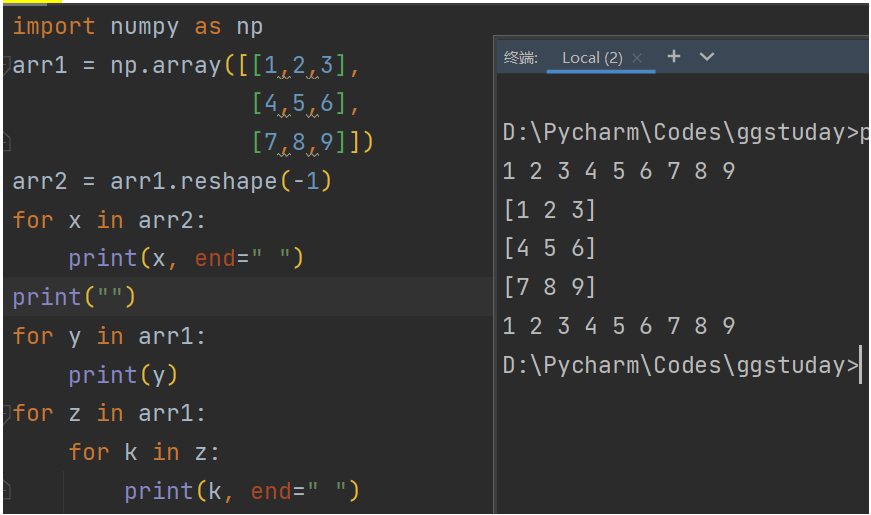 import numpy as np
arr1 = np.array([[1,2,3],
[4,5,6],
[7,8,9]])
arr2 = arr1.reshape(-1)
for x in arr2:
    print(x, end=" ")
print("")
for y in arr1:
    print(y)
for z in arr1:
    for k in z:
        print(k, end=" ")
终端: Local (2) × +
D:\Pycharm\Codes\ggstuday>p
1 2 3 4 5 6 7 8 9
[1 2 3]
[4 5 6]
[7 8 9]
1 2 3 4 5 6 7 8 9
D:\Pycharm\Codes\ggstuday>